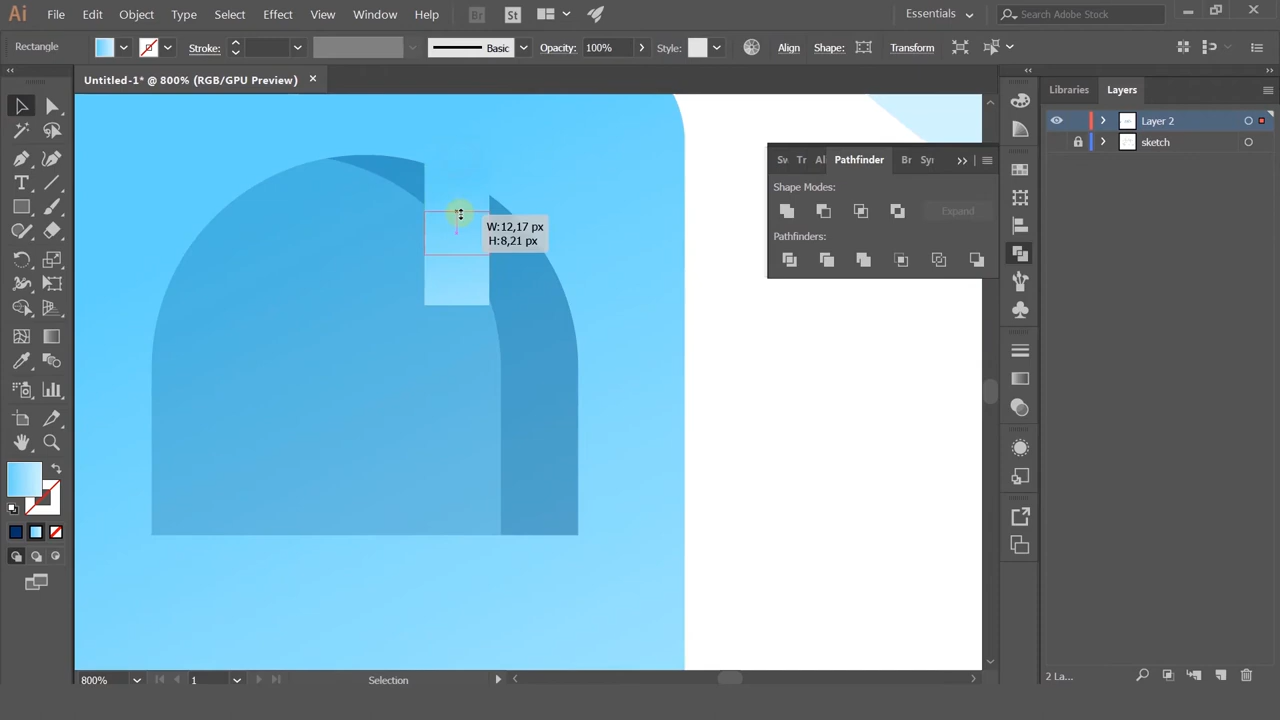 Ai File Edit Object Type Select Effect View Window Help Br St Essentials Search Adobe Stock
Rectangle Stroke: Basic Opacity: 100% Style: Align Shape: Transform
Untitled-1* @ 800% (RGB/GPU Preview)
Libraries Layers
Layer 2
sketch
Sv Tr Al Pathfinder Br Syı
Shape Modes:
Expand
Pathfinders:
W:12,17 px
H:8,21 px
800% 1 Selection
2 La...